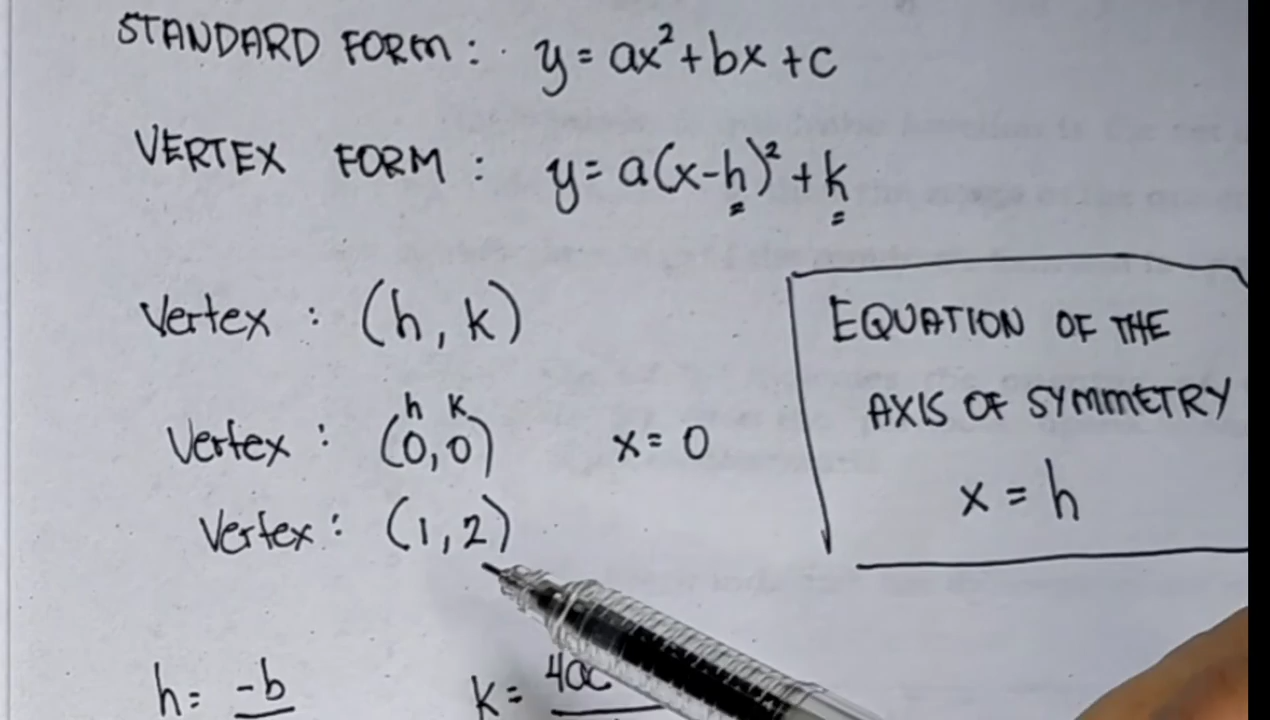 STANDARD FORM : y = ax² + bx + c
VERTEX FORM : y = a(x-h)² + k
Vertex : (h, k)
EQUATION OF THE
AXIS OF SYMMETRY
x = h
h k
Vertex : (0, 0) x = 0
Vertex : (1, 2)
h = -b
k = 4ac